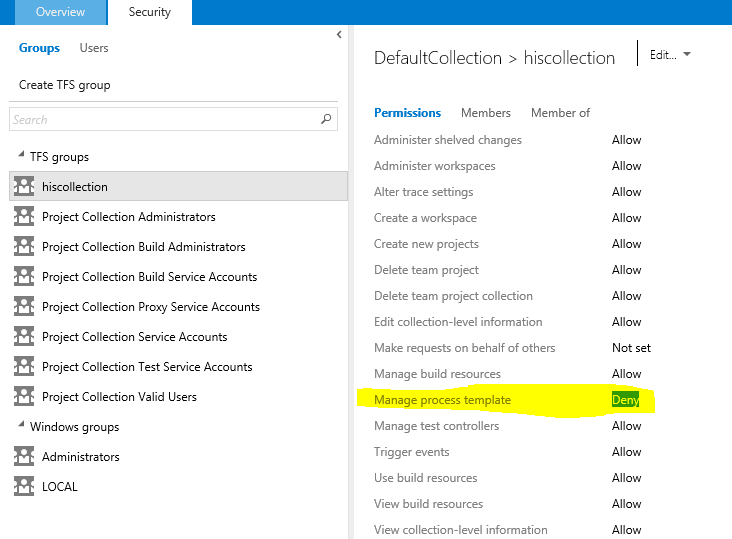 Overview
Security
Groups
Users
Create TFS group
Search
TFS groups
hiscollection
Project Collection Administrators
Project Collection Build Administrators
Project Collection Build Service Accounts
Project Collection Proxy Service Accounts
Project Collection Service Accounts
Project Collection Test Service Accounts
Project Collection Valid Users
Windows groups
Administrators
LOCAL
DefaultCollection > hiscollection
Edit...
Permissions
Members
Member of
Administer shelved changes Allow
Administer workspaces Allow
Alter trace settings Allow
Create a workspace Allow
Create new projects Allow
Delete team project Allow
Delete team project collection Allow
Edit collection-level information Allow
Make requests on behalf of others Not set
Manage build resources Allow
Manage process template Deny
Manage test controllers Allow
Trigger events Allow
Use build resources Allow
View build resources Allow
View collection-level information Allow